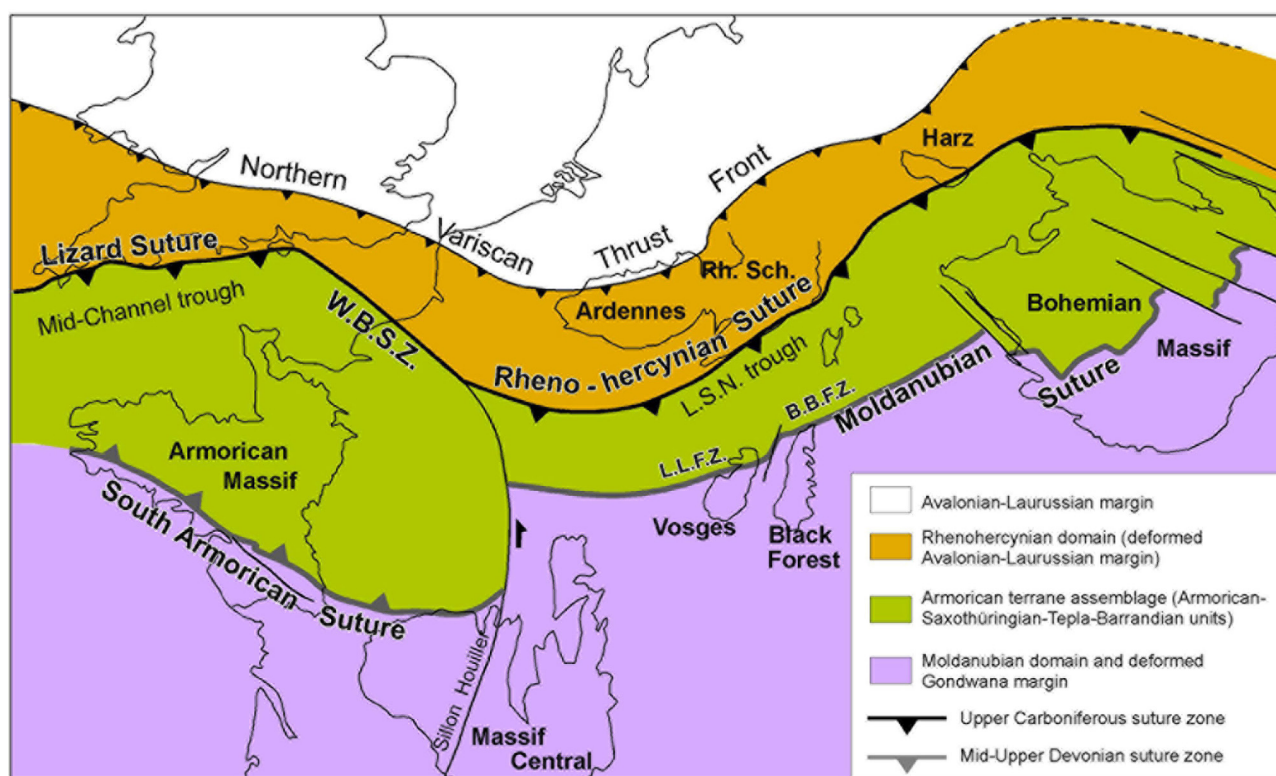 Northern
Variscan
Thrust
Front
Harz
Lizard Suture
Mid-Channel trough
W.B.S.Z.
Ardennes
Rh. Sch.
Rheno - hercynian Suture
L.S.N. trough
Bohemian
Massif
Moldanubian
Suture
B.B.F.Z.
L.L.F.Z.
Armorican
Massif
South Armorican Suture
Vosges
Black
Forest
Sillon Houiller
Massif
Central
Avalonian-Laurussian margin
Rhenohercynian domain (deformed
Avalonian-Laurussian margin)
Armorican terrane assemblage (Armorican-
Saxothüringian-Tepla-Barrandian units)
Moldanubian domain and deformed
Gondwana margin
Upper Carboniferous suture zone
Mid-Upper Devonian suture zone